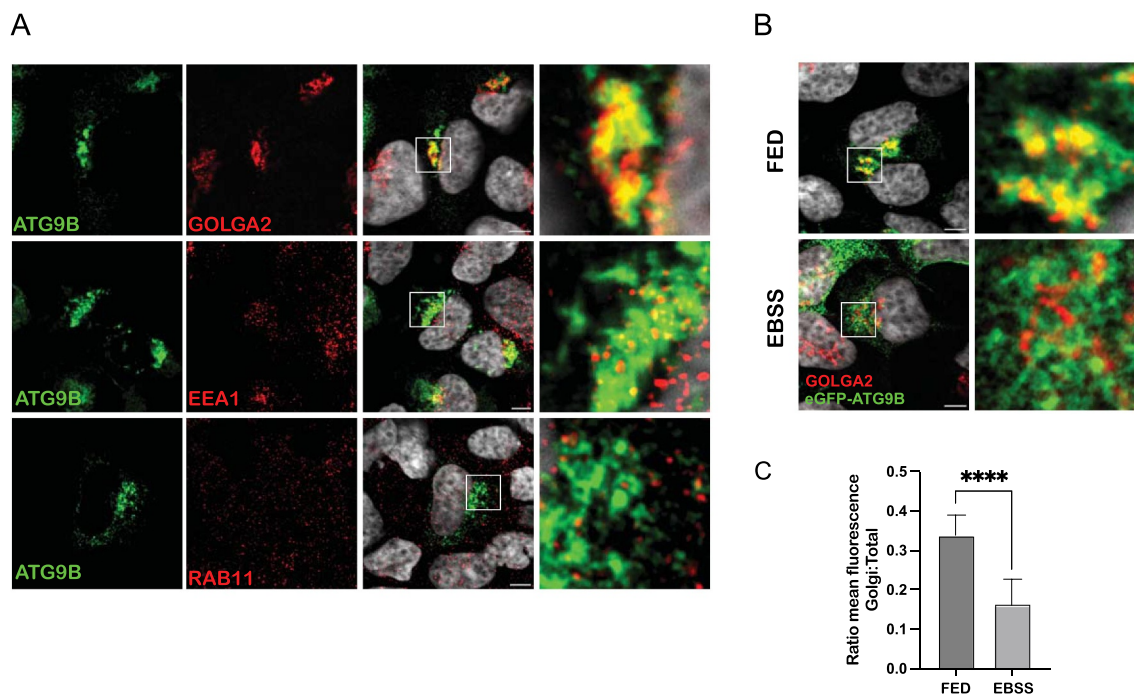 A
ATG9B
GOLGA2
ATG9B
EEA1
ATG9B
RAB11
B
FED
EBSS
GOLGA2
eGFP-ATG9B
C
Ratio mean fluorescence
Golgi:Total
0.5
0.4
0.3
0.2
0.1
0.0
****
FED
EBSS